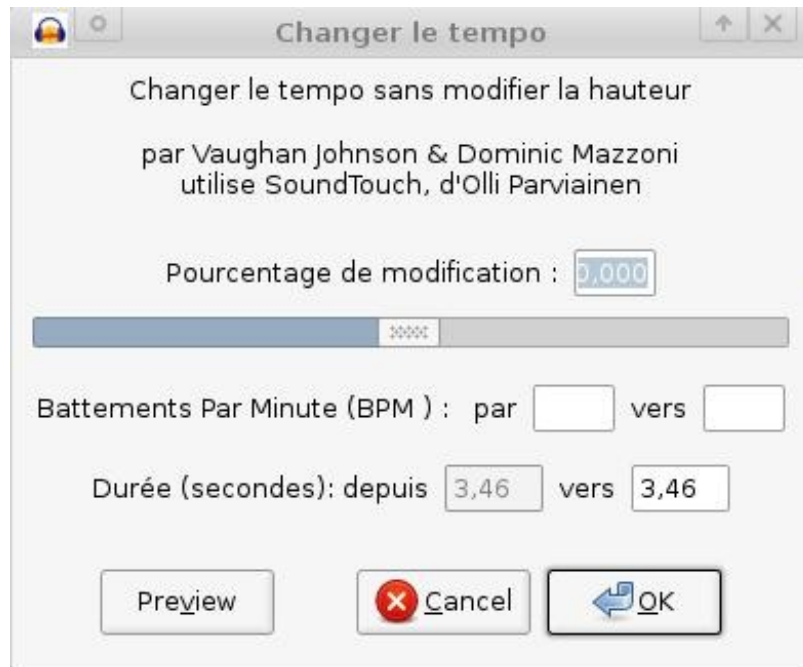 Changer le tempo
Changer le tempo sans modifier la hauteur
par Vaughan Johnson & Dominic Mazzoni
utilise SoundTouch, d'Olli Parviainen
Pourcentage de modification : 0,000
Battements Par Minute (BPM ) : par vers
Durée (secondes): depuis 3,46 vers 3,46
Preview Cancel OK